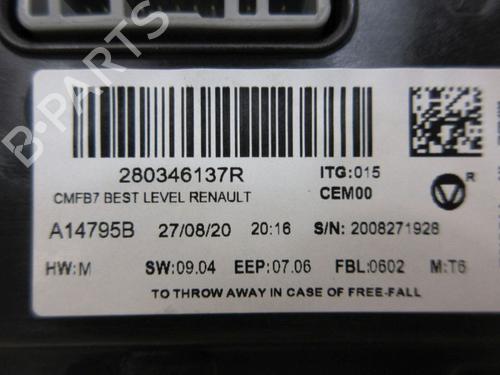 280346137R
ITG:015
CMFB7 BEST LEVEL RENAULT
CEM00
V R
A14795B 27/08/20 20:16 S/N: 2008271928
HW:M SW:09.04 EEP:07.06 FBL:0602 M:T6
TO THROW AWAY IN CASE OF FREE-FALL
B-PARTS